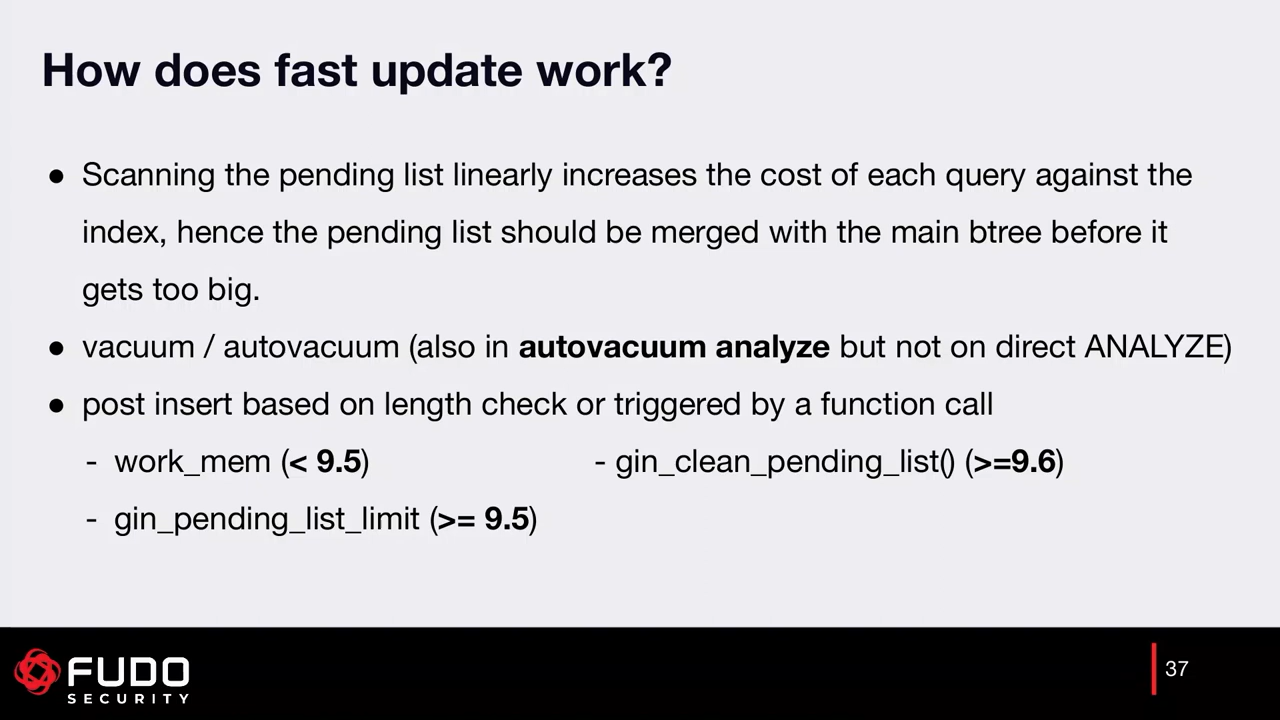 How does fast update work?
● Scanning the pending list linearly increases the cost of each query against the
index, hence the pending list should be merged with the main btree before it
gets too big.
● vacuum / autovacuum (also in autovacuum analyze but not on direct ANALYZE)
● post insert based on length check or triggered by a function call
- work_mem (< 9.5)
- gin_clean_pending_list() (>=9.6)
- gin_pending_list_limit (>= 9.5)
FUDO
SECURITY
37